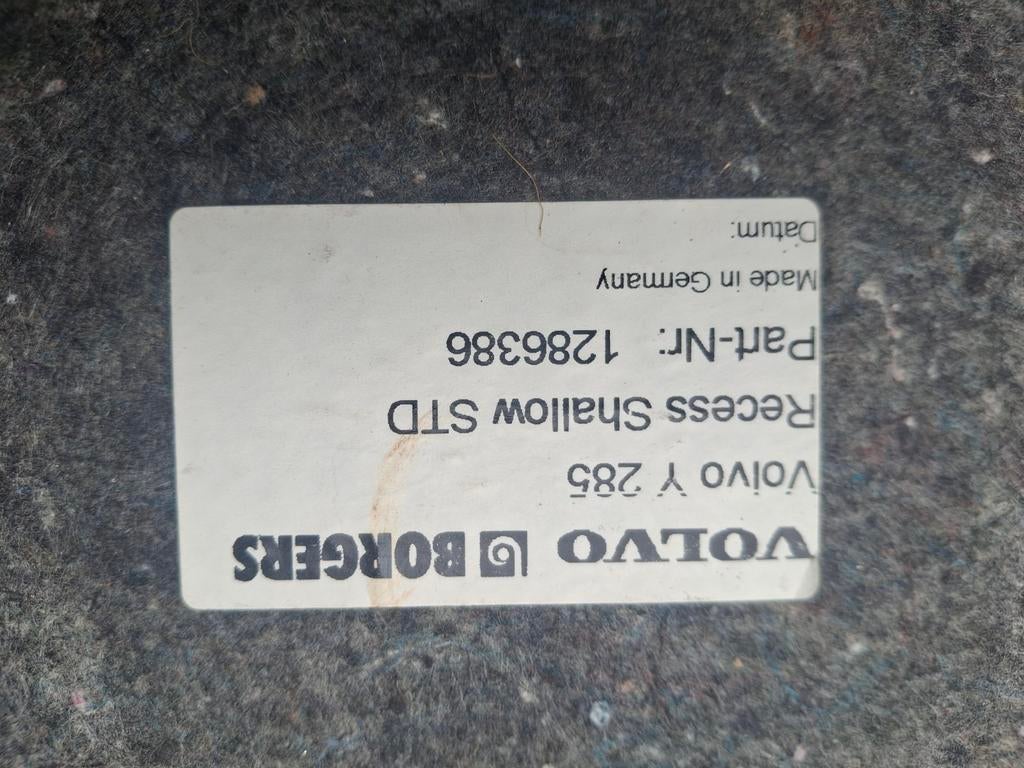 VOLVO BORGERS
Volvo Y 285
Recess Shallow STD
Part-Nr: 1286386
Made in Germany
Datum: